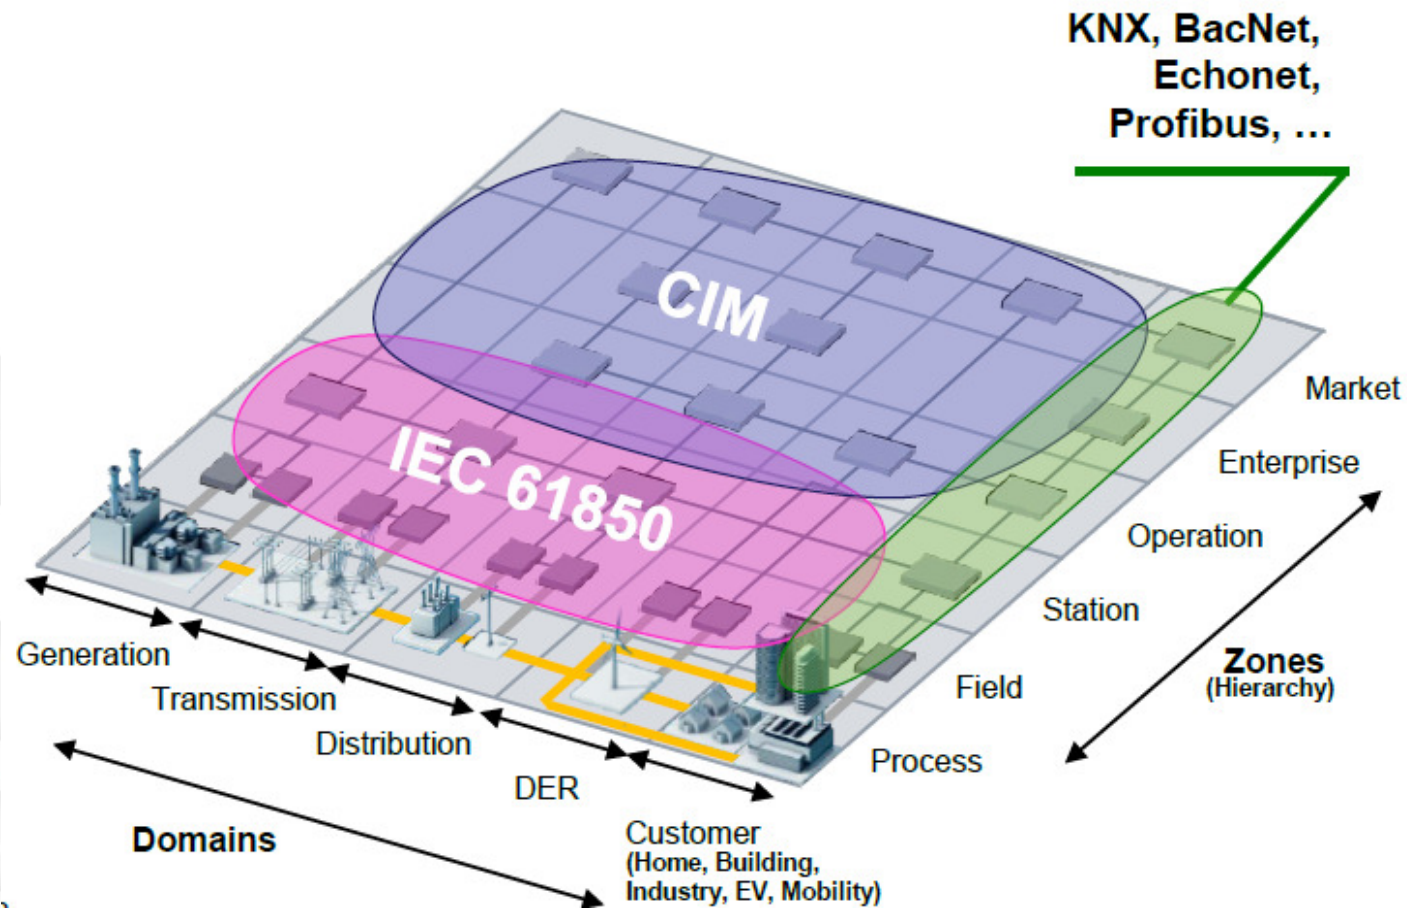 KNX, BacNet,
Echonet,
Profibus, ...
CIM
IEC 61850
Market
Enterprise
Operation
Station
Field
Process
Zones
(Hierarchy)
Generation
Transmission
Distribution
DER
Customer
(Home, Building,
Industry, EV, Mobility)
Domains